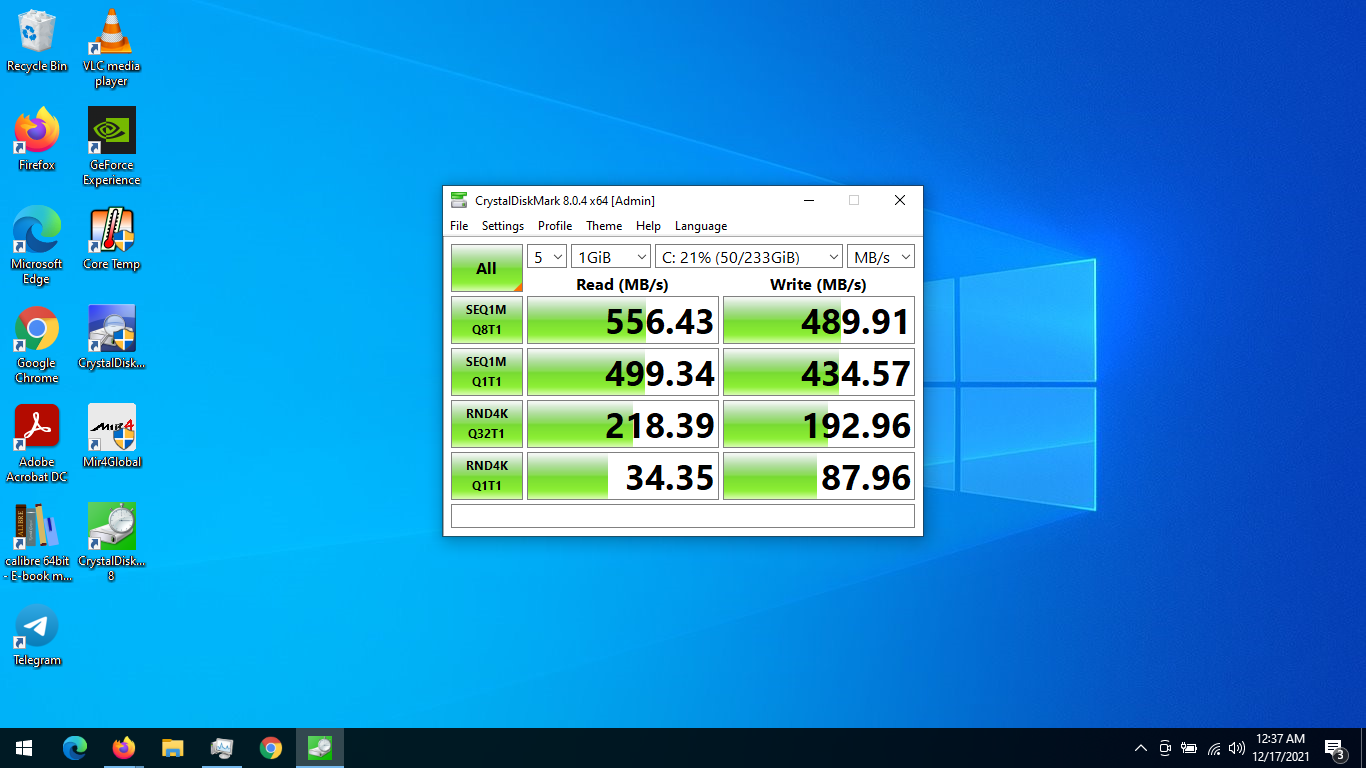 Recycle Bin
VLC media
player
Firefox
GeForce
Experience
Microsoft
Edge
Core Temp
Google
Chrome
CrystalDisk...
Adobe
Acrobat DC
MIR4
Mir4Global
CALIBRE
calibre 64bit
- E-book m...
CrystalDisk...
8
Telegram
CrystalDiskMark 8.0.4 x64 [Admin]
File Settings Profile Theme Help Language
All
5 1GiB C: 21% (50/233GiB) MB/s
Read (MB/s) Write (MB/s)
SEQ1M
Q8T1
556.43 489.91
SEQ1M
Q1T1
499.34 434.57
RND4K
Q32T1
218.39 192.96
RND4K
Q1T1
34.35 87.96
12:37 AM
12/17/2021
3